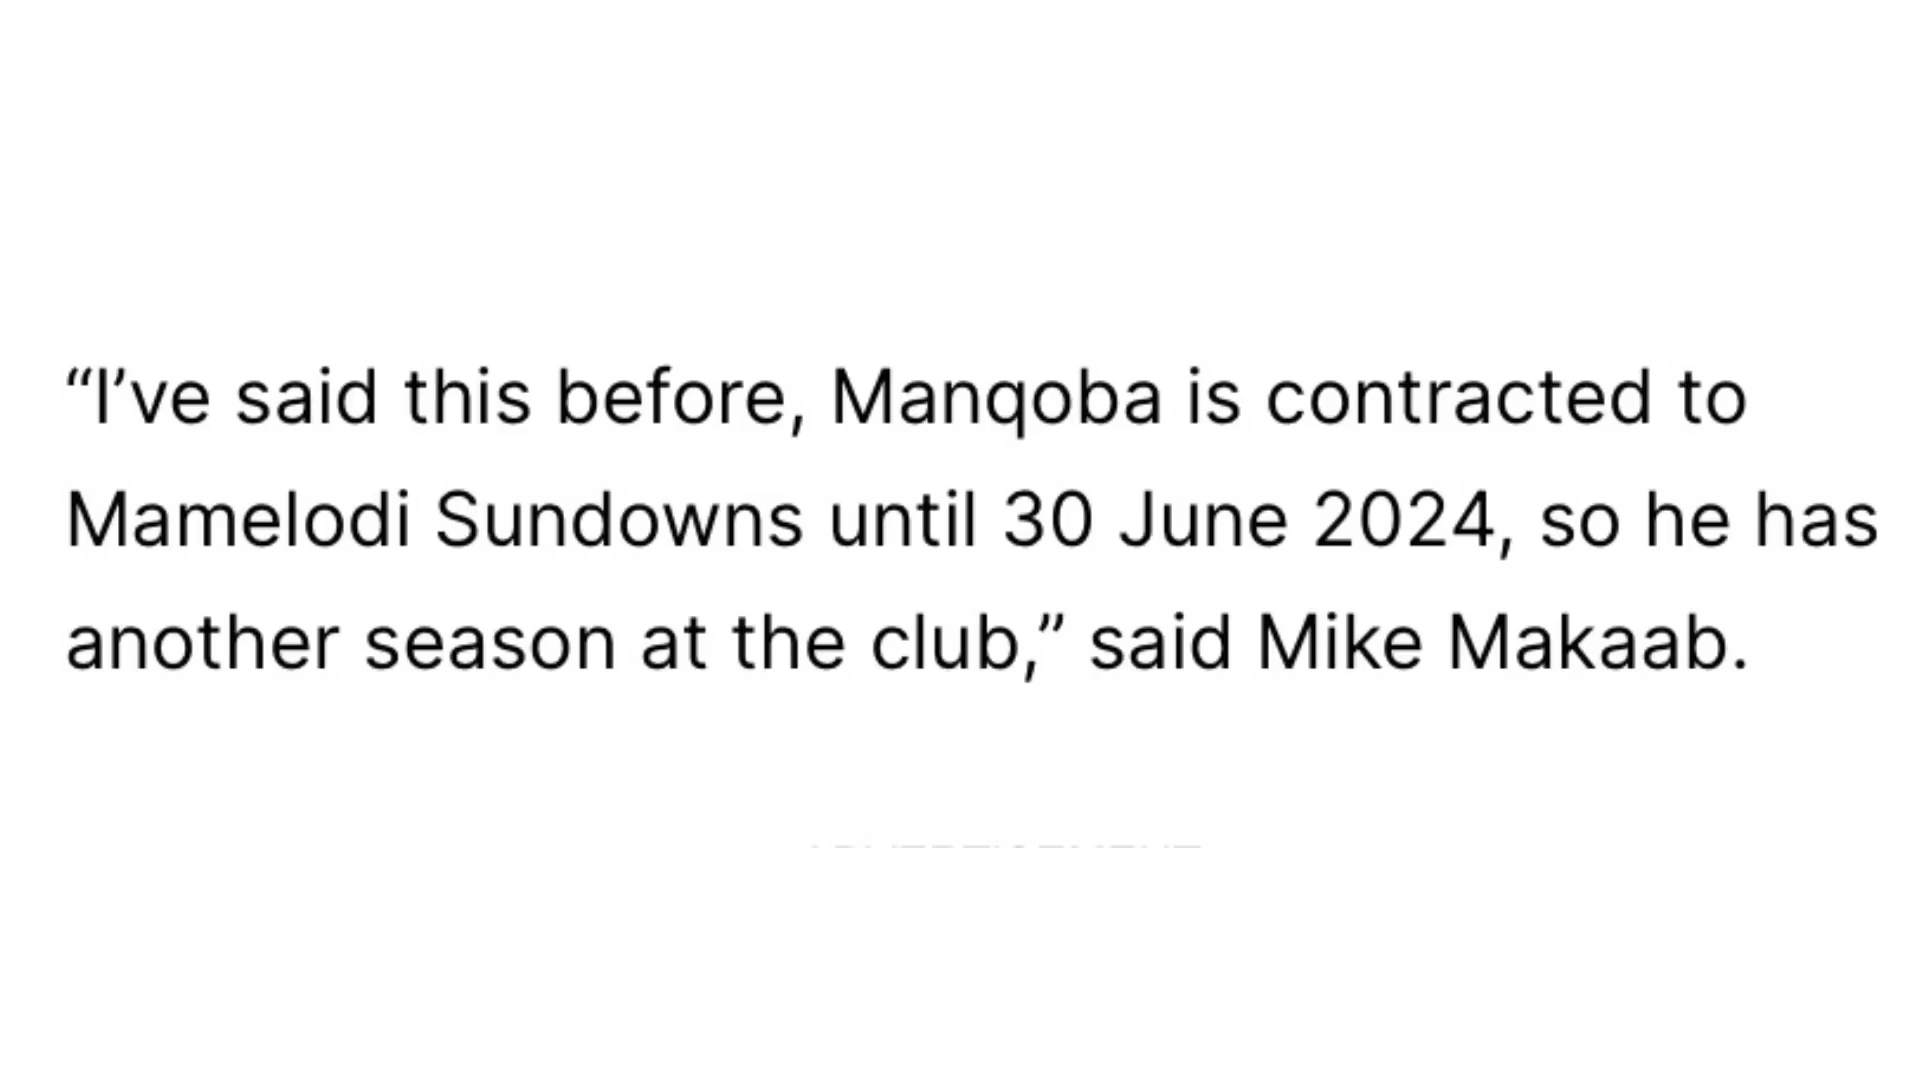 “I’ve said this before, Manqoba is contracted to
Mamelodi Sundowns until 30 June 2024, so he has
another season at the club,” said Mike Makaab.